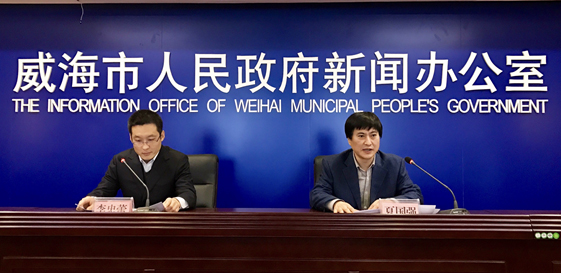 威海市人民政府新闻办公室
THE INFORMATION OFFICE OF WEIHAI MUNICIPAL PEOPLE'S GOVERNMENT